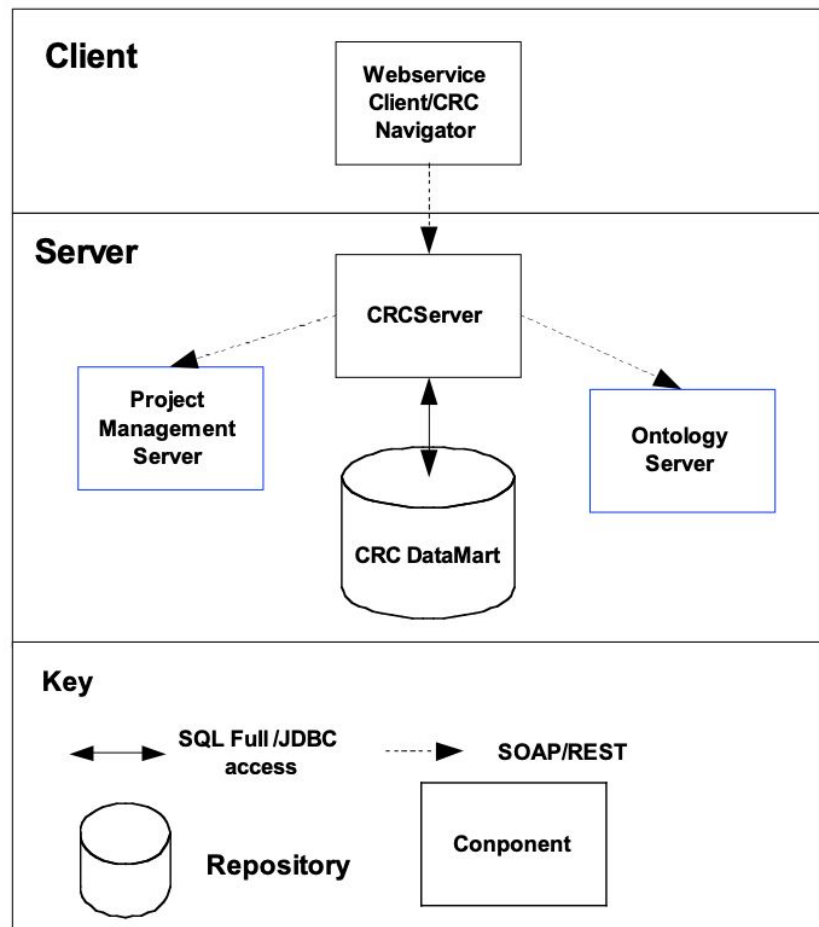 Client
Webservice
Client/CRC
Navigator
Server
CRCServer
Project
Management
Server
Ontology
Server
CRC DataMart
Key
SQL Full /JDBC
access
SOAP/REST
Repository
Conponent